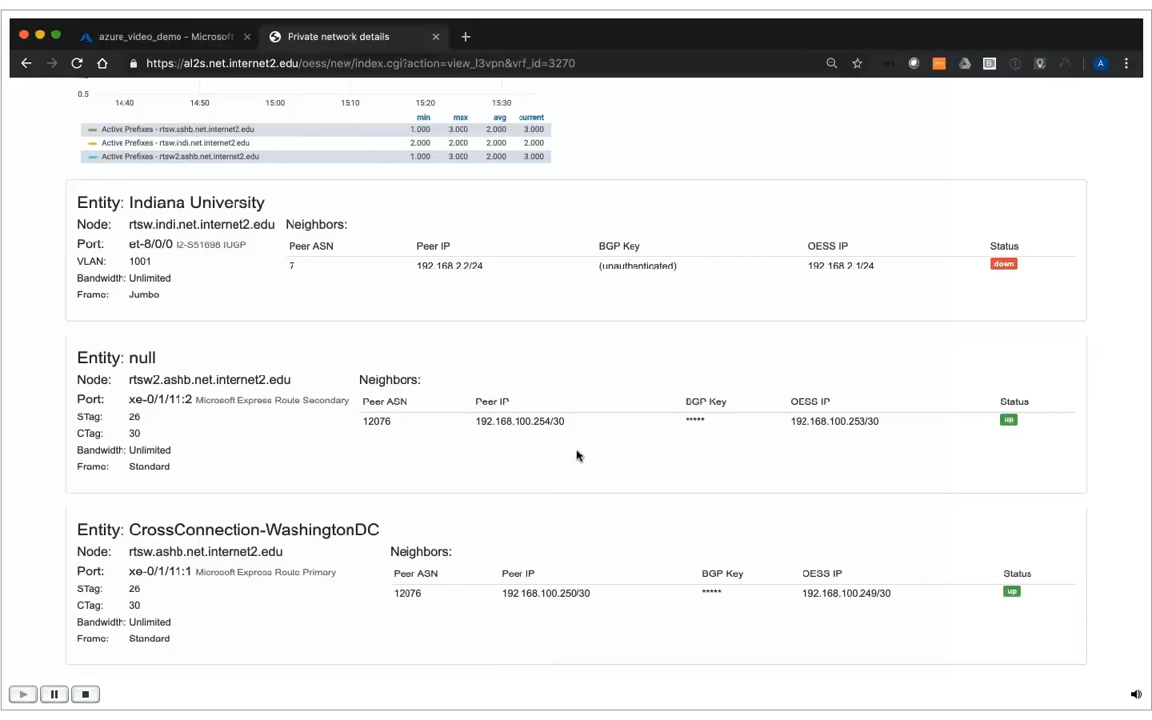 azure_video_demo - Microsoft
Private network details
https://al2s.net.internet2.edu/oess/new/index.cgi?action=view_l3vpn&vrf_id=3270
0.5
14:40 14:50 15:00 15:10 15:20 15:30
min max avg current
Active Prefixes - rtsw.ashb.net.internet2.edu 1.000 3.000 2.000 3.000
Active Prefixes - rtsw.indi.net.internet2.edu 2.000 2.000 2.000 2.000
Active Prefixes - rtsw2.ashb.net.internet2.edu 1.000 3.000 2.000 3.000
Entity: Indiana University
Node: rtsw.indi.net.internet2.edu Neighbors:
Port: et-8/0/0 I2-S51698 IUGP Peer ASN Peer IP BGP Key OESS IP Status
VLAN: 1001 7 192.168.2.2/24 (unauthenticated) 192.168.2.1/24 down
Bandwidth: Unlimited
Frame: Jumbo
Entity: null
Node: rtsw2.ashb.net.internet2.edu Neighbors:
Port: xe-0/1/11:2 Microsoft Express Route Secondary Peer ASN Peer IP BGP Key OESS IP Status
STag: 26 12076 192.168.100.254/30 ***** 192.168.100.253/30 up
CTag: 30
Bandwidth: Unlimited
Frame: Standard
Entity: CrossConnection-WashingtonDC
Node: rtsw.ashb.net.internet2.edu Neighbors:
Port: xe-0/1/11:1 Microsoft Express Route Primary Peer ASN Peer IP BGP Key OESS IP Status
STag: 26 12076 192.168.100.250/30 ***** 192.168.100.249/30 up
CTag: 30
Bandwidth: Unlimited
Frame: Standard